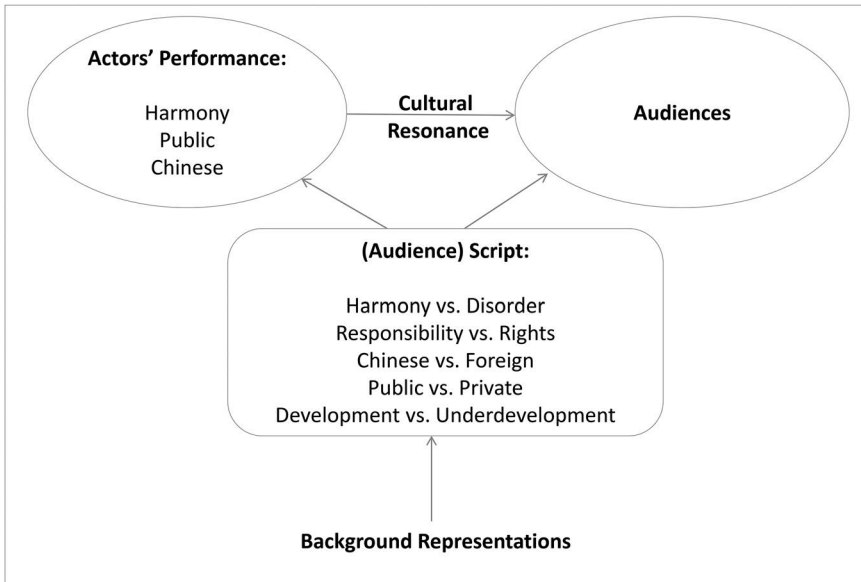 Actors’ Performance:
Harmony
Public
Chinese
Cultural
Resonance
Audiences
(Audience) Script:
Harmony vs. Disorder
Responsibility vs. Rights
Chinese vs. Foreign
Public vs. Private
Development vs. Underdevelopment
Background Representations